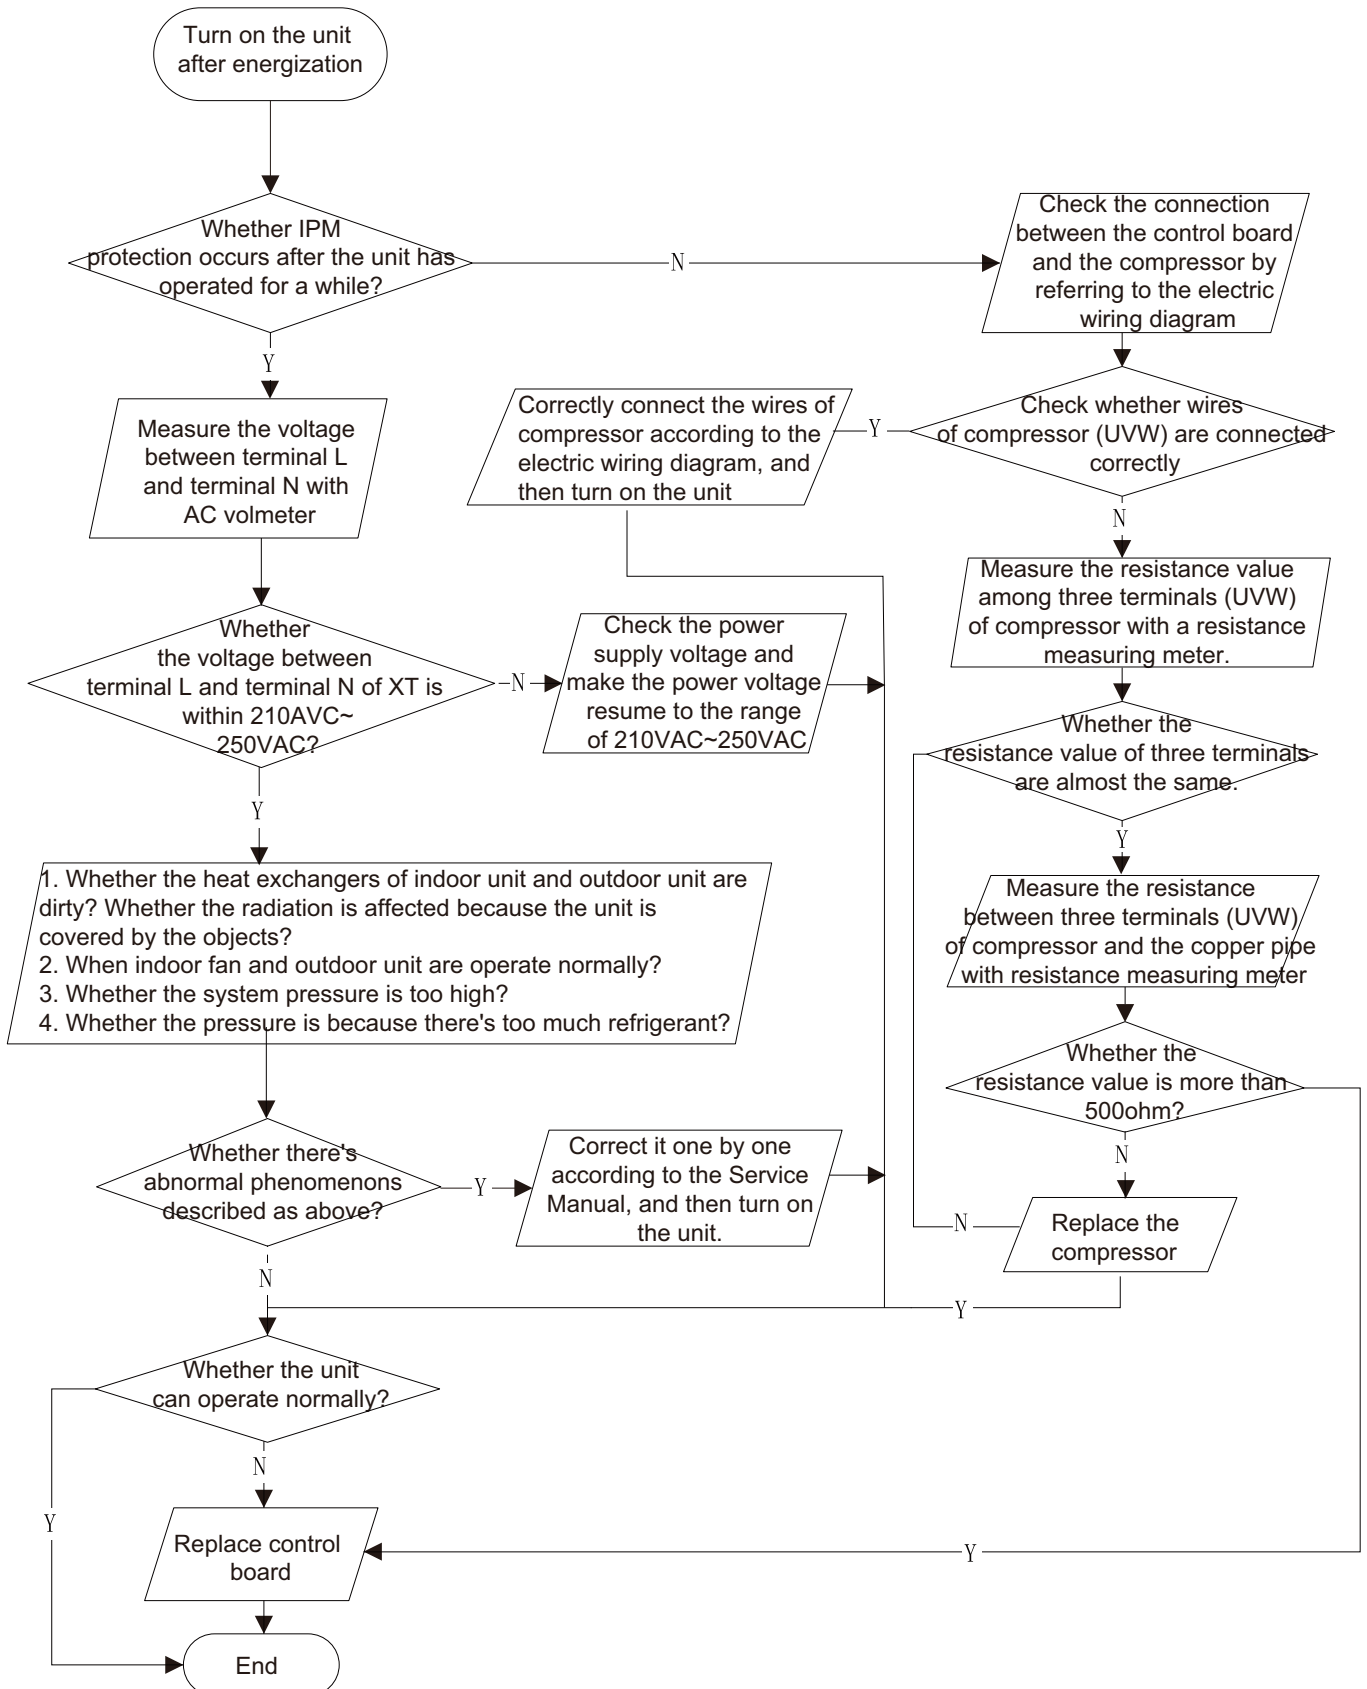 Turn on the unit
after energization
Whether IPM
protection occurs after the unit has
operated for a while?
N
Check the connection
between the control board
and the compressor by
referring to the electric
wiring diagram
Y
Measure the voltage
between terminal L
and terminal N with
AC volmeter
Correctly connect the wires of
compressor according to the
electric wiring diagram, and
then turn on the unit
Y
Check whether wires
of compressor (UVW) are connected
correctly
N
Measure the resistance value
among three terminals (UVW)
of compressor with a resistance
measuring meter.
Whether
the voltage between
terminal L and terminal N of XT is
within 210AVC~
250VAC?
N
Check the power
supply voltage and
make the power voltage
resume to the range
of 210VAC~250VAC
Whether the
resistance value of three terminals
are almost the same.
Y
Y
1. Whether the heat exchangers of indoor unit and outdoor unit are
dirty? Whether the radiation is affected because the unit is
covered by the objects?
2. When indoor fan and outdoor unit are operate normally?
3. Whether the system pressure is too high?
4. Whether the pressure is because there's too much refrigerant?
Measure the resistance
between three terminals (UVW)
of compressor and the copper pipe
with resistance measuring meter
Whether the
resistance value is more than
500ohm?
N
Whether there's
abnormal phenomenons
described as above?
Y
Correct it one by one
according to the Service
Manual, and then turn on
the unit.
N
Replace the
compressor
N
Y
Whether the unit
can operate normally?
N
Y
Replace control
board
Y
End